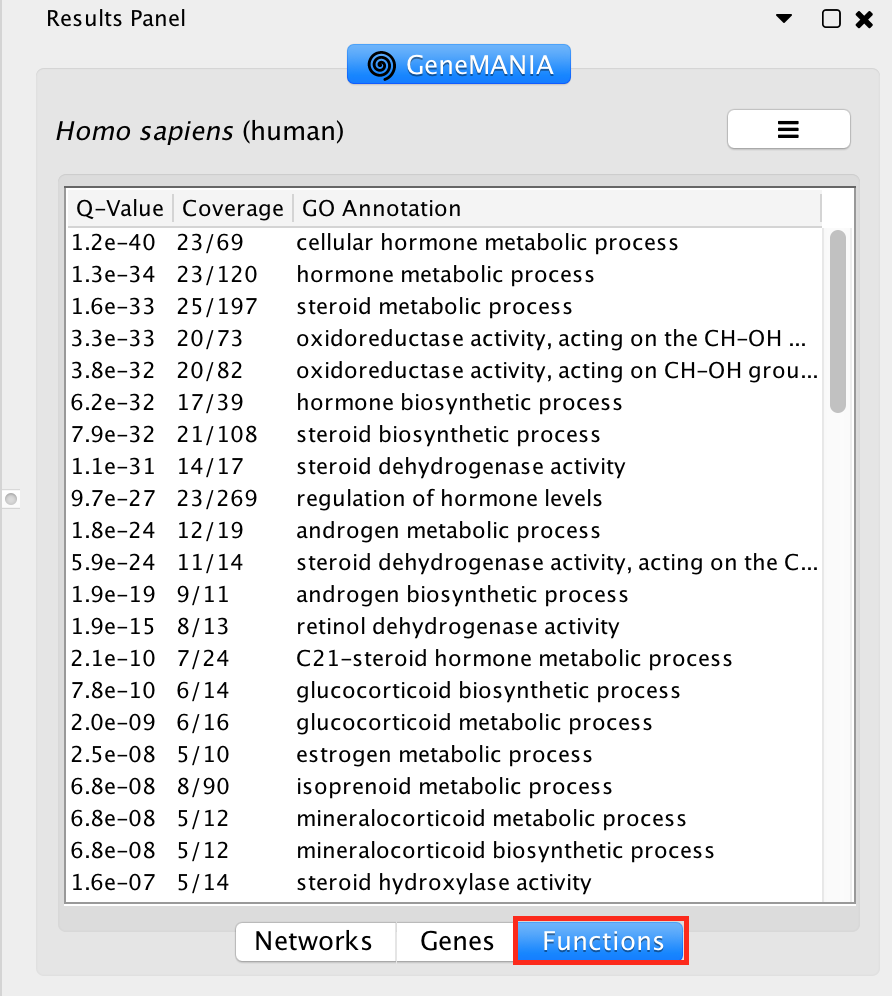 Results Panel
GeneMANIA
Homo sapiens (human)
Q-Value Coverage GO Annotation
1.2e-40 23/69 cellular hormone metabolic process
1.3e-34 23/120 hormone metabolic process
1.6e-33 25/197 steroid metabolic process
3.3e-33 20/73 oxidoreductase activity, acting on the CH-OH ...
3.8e-32 20/82 oxidoreductase activity, acting on CH-OH grou...
6.2e-32 17/39 hormone biosynthetic process
7.9e-32 21/108 steroid biosynthetic process
1.1e-31 14/17 steroid dehydrogenase activity
9.7e-27 23/269 regulation of hormone levels
1.8e-24 12/19 androgen metabolic process
5.9e-24 11/14 steroid dehydrogenase activity, acting on the C...
1.9e-19 9/11 androgen biosynthetic process
1.9e-15 8/13 retinol dehydrogenase activity
2.1e-10 7/24 C21-steroid hormone metabolic process
7.8e-10 6/14 glucocorticoid biosynthetic process
2.0e-09 6/16 glucocorticoid metabolic process
2.5e-08 5/10 estrogen metabolic process
6.8e-08 8/90 isoprenoid metabolic process
6.8e-08 5/12 mineralocorticoid metabolic process
6.8e-08 5/12 mineralocorticoid biosynthetic process
1.6e-07 5/14 steroid hydroxylase activity
Networks Genes Functions